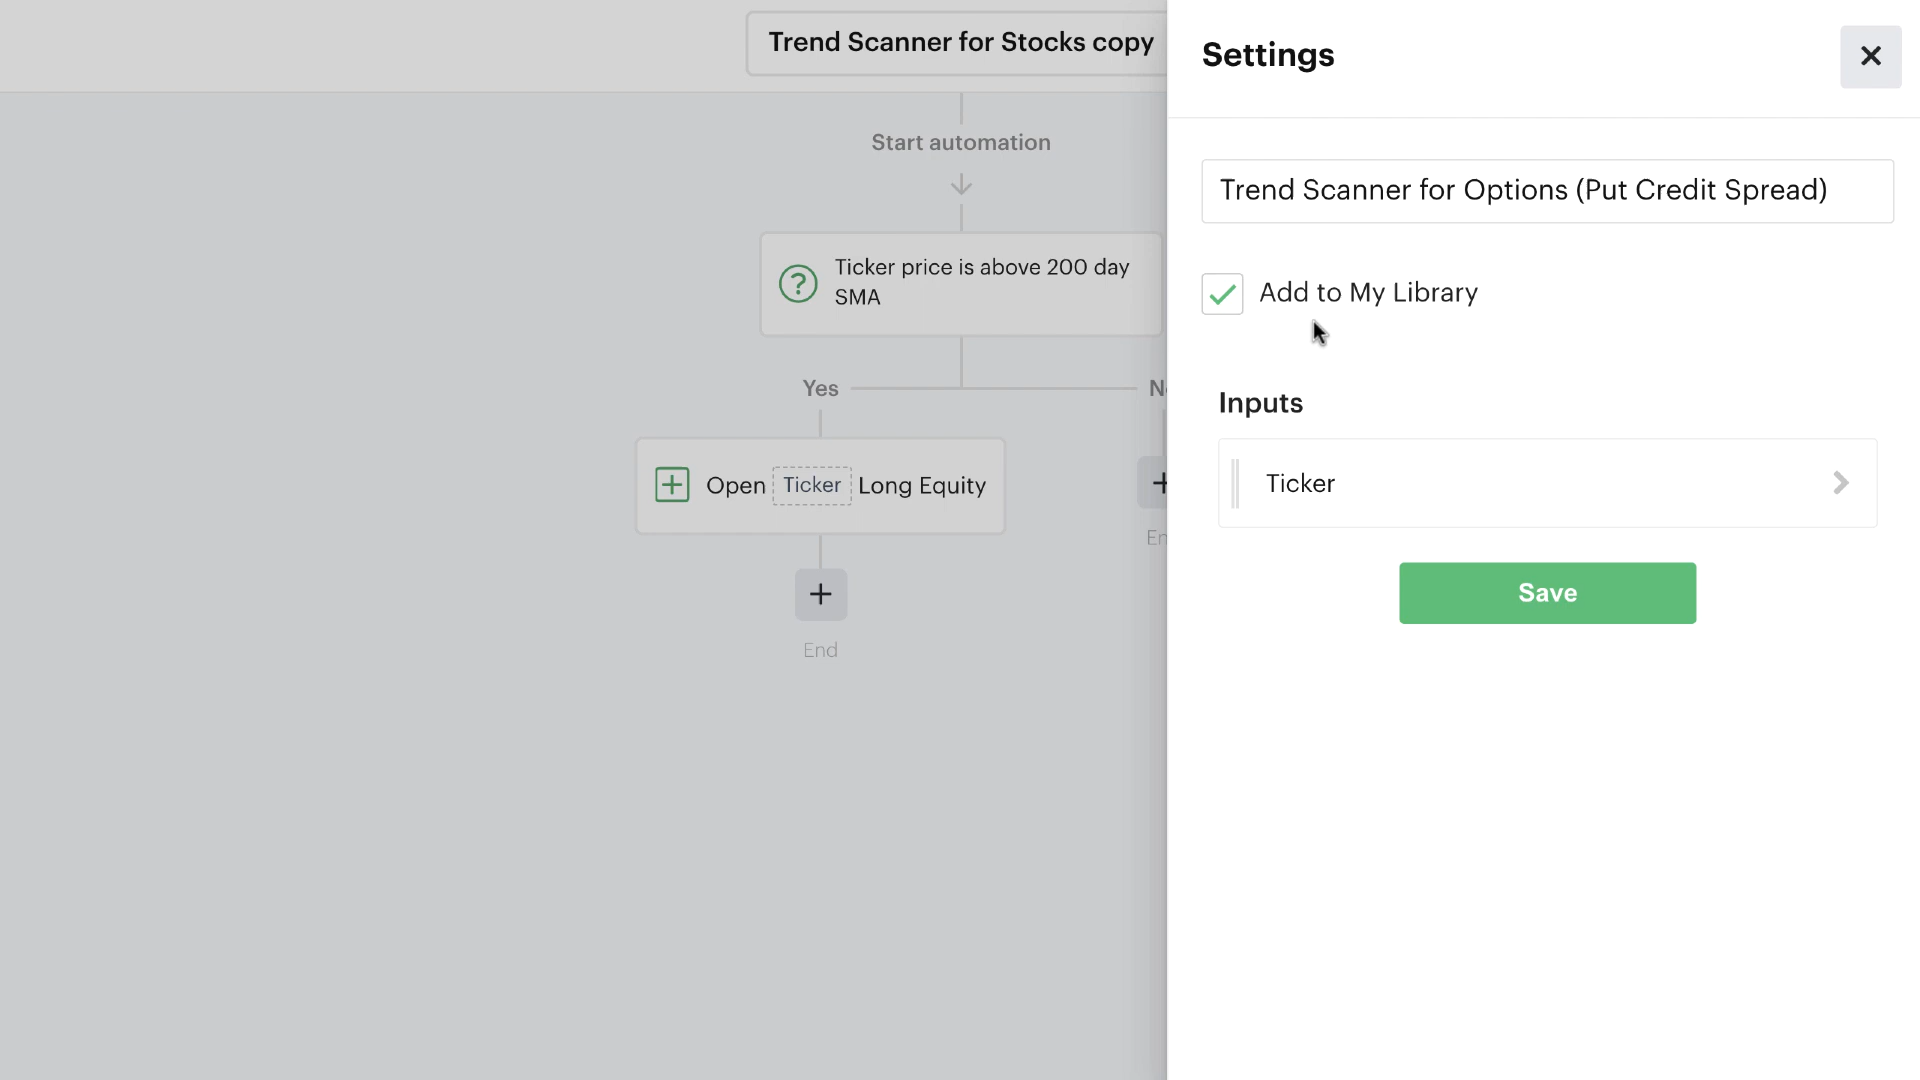 Trend Scanner for Stocks copy
Settings
Start automation
Trend Scanner for Options (Put Credit Spread)
Ticker price is above 200 day
SMA
Add to My Library
Yes
Inputs
Open Ticker Long Equity
Ticker
Save
End